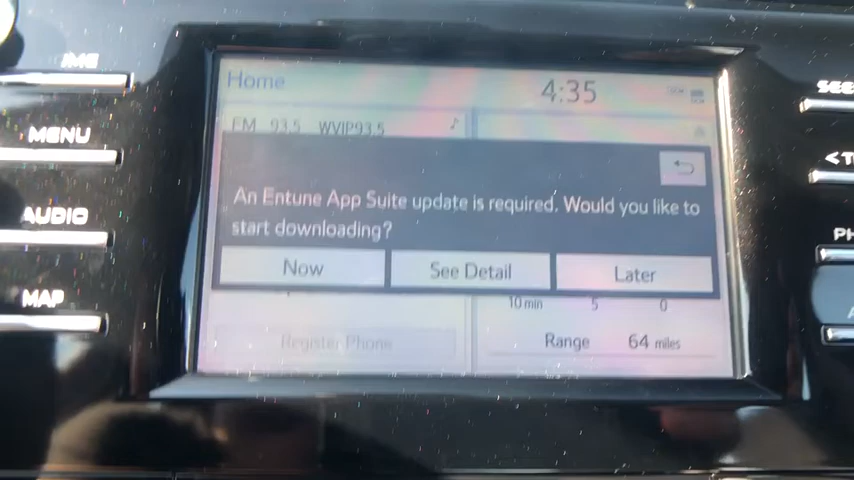 Home 4:35
FM 93.5 WVIP93.5
MENU
AUDIO
MAP
An Entune App Suite update is required. Would you like to
start downloading?
Now See Detail Later
10 min 5 0
Register Phone Range 64 miles